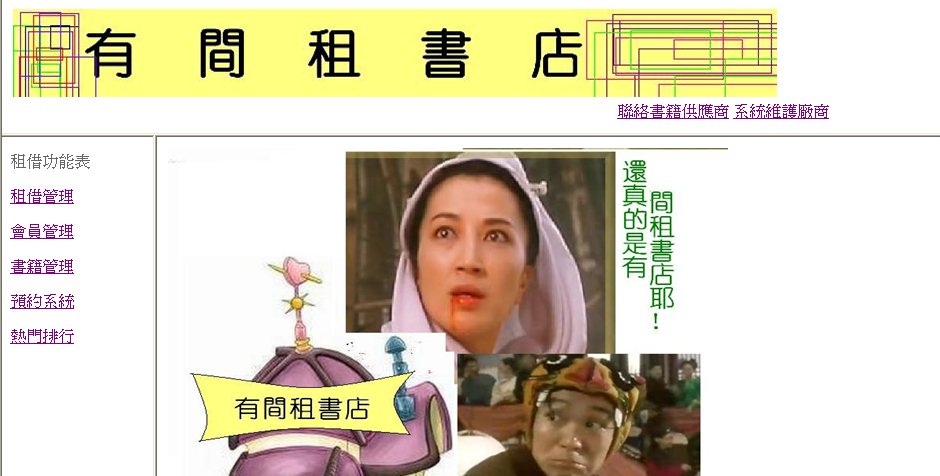 有間租書店
聯絡書籍供應商 系統維護廠商
租借功能表
租借管理
會員管理
書籍管理
預約系統
熱門排行
還真的是有
間租書店耶!
有間租書店